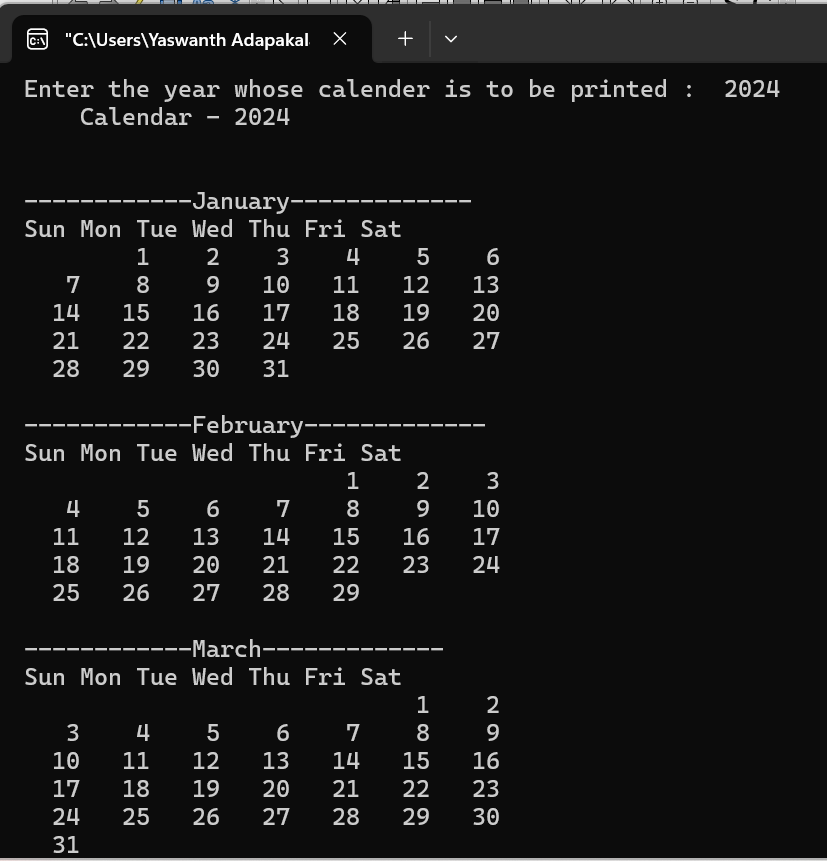 "C:\Users\Yaswanth Adapakal
Enter the year whose calender is to be printed :  2024
    Calendar - 2024
------------January-------------
Sun Mon Tue Wed Thu Fri Sat
        1    2    3    4    5    6
   7    8    9   10   11   12   13
  14   15   16   17   18   19   20
  21   22   23   24   25   26   27
  28   29   30   31
------------February-------------
Sun Mon Tue Wed Thu Fri Sat
                       1    2    3
   4    5    6    7    8    9   10
  11   12   13   14   15   16   17
  18   19   20   21   22   23   24
  25   26   27   28   29
------------March-------------
Sun Mon Tue Wed Thu Fri Sat
                            1    2
   3    4    5    6    7    8    9
  10   11   12   13   14   15   16
  17   18   19   20   21   22   23
  24   25   26   27   28   29   30
  31